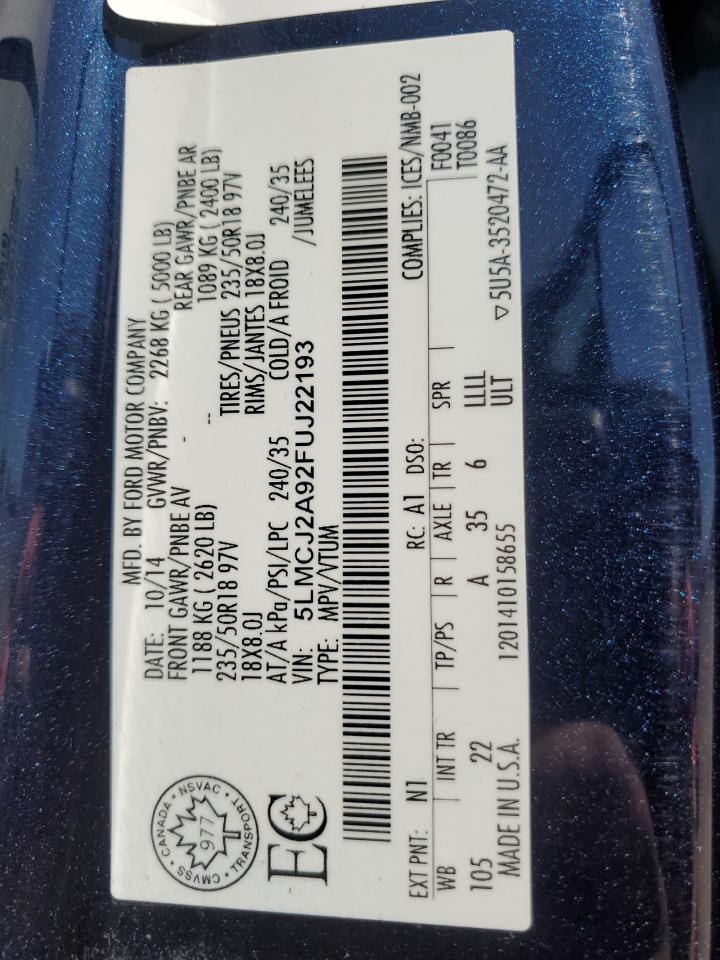 MFD. BY FORD MOTOR COMPANY
DATE: 10/14 GVWR/PNBV: 2268 KG ( 5000 LB)
FRONT GAWR/PNBE AV - REAR GAWR/PNBE AR
1188 KG ( 2620 LB) -- 1089 KG ( 2400 LB)
235/50R18 97V TIRES/PNEUS 235/50R18 97V
18X8.0J RIMS/JANTES 18X8.0J
AT/A kPa/PSI/LPC 240/35 COLD/A FROID 240/35
VIN: 5LMCJ2A92FUJ22193 /JUMELEES
TYPE: MPV/VTUM
CANADA • NSVAC • TRANSPORT • CMVSS •
977
EC
COMPLIES: ICES/NMB-002
EXT PNT: N1 RC: A1 DSO: F0041
WB INT TR TP/PS R AXLE TR SPR T0086
105 22 A 35 6 LLLL
ULT
▽ 5U5A-3520472-AA
MADE IN U.S.A. 1201410158655